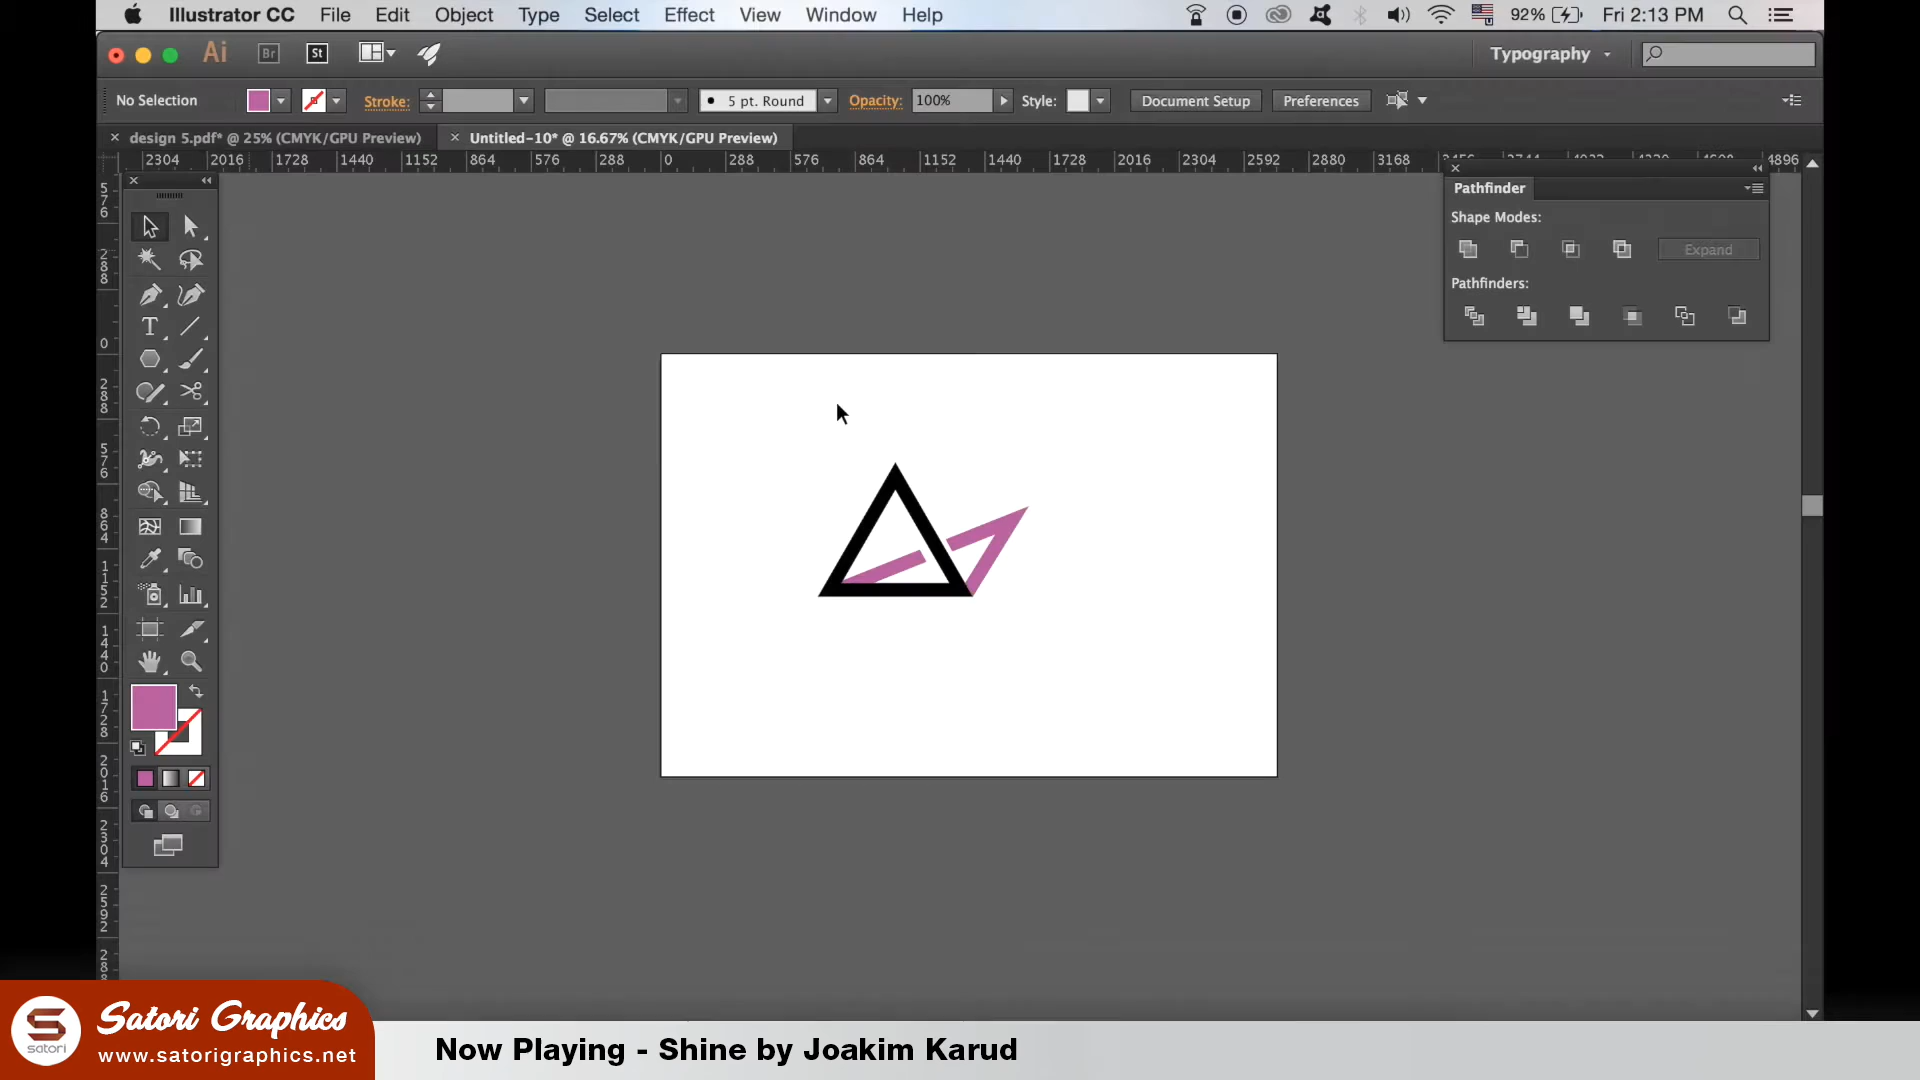 Illustrator CC File Edit Object Type Select Effect View Window Help 92% Fri 2:13 PM
Ai Br St Typography
No Selection Stroke: 5 pt. Round Opacity: 100% Style: Document Setup Preferences
design 5.pdf* @ 25% (CMYK/GPU Preview) Untitled-10* @ 16.67% (CMYK/GPU Preview)
2304 2016 1728 1440 1152 864 576 288 0 288 576 864 1152 1440 1728 2016 2304 2592 2880 3168 4896
576
288
0
288
576
864
1152
1440
1728
2016
2304
2592
Pathfinder
Shape Modes:
Expand
Pathfinders:
T
Satori Graphics
satori
www.satorigraphics.net
Now Playing - Shine by Joakim Karud